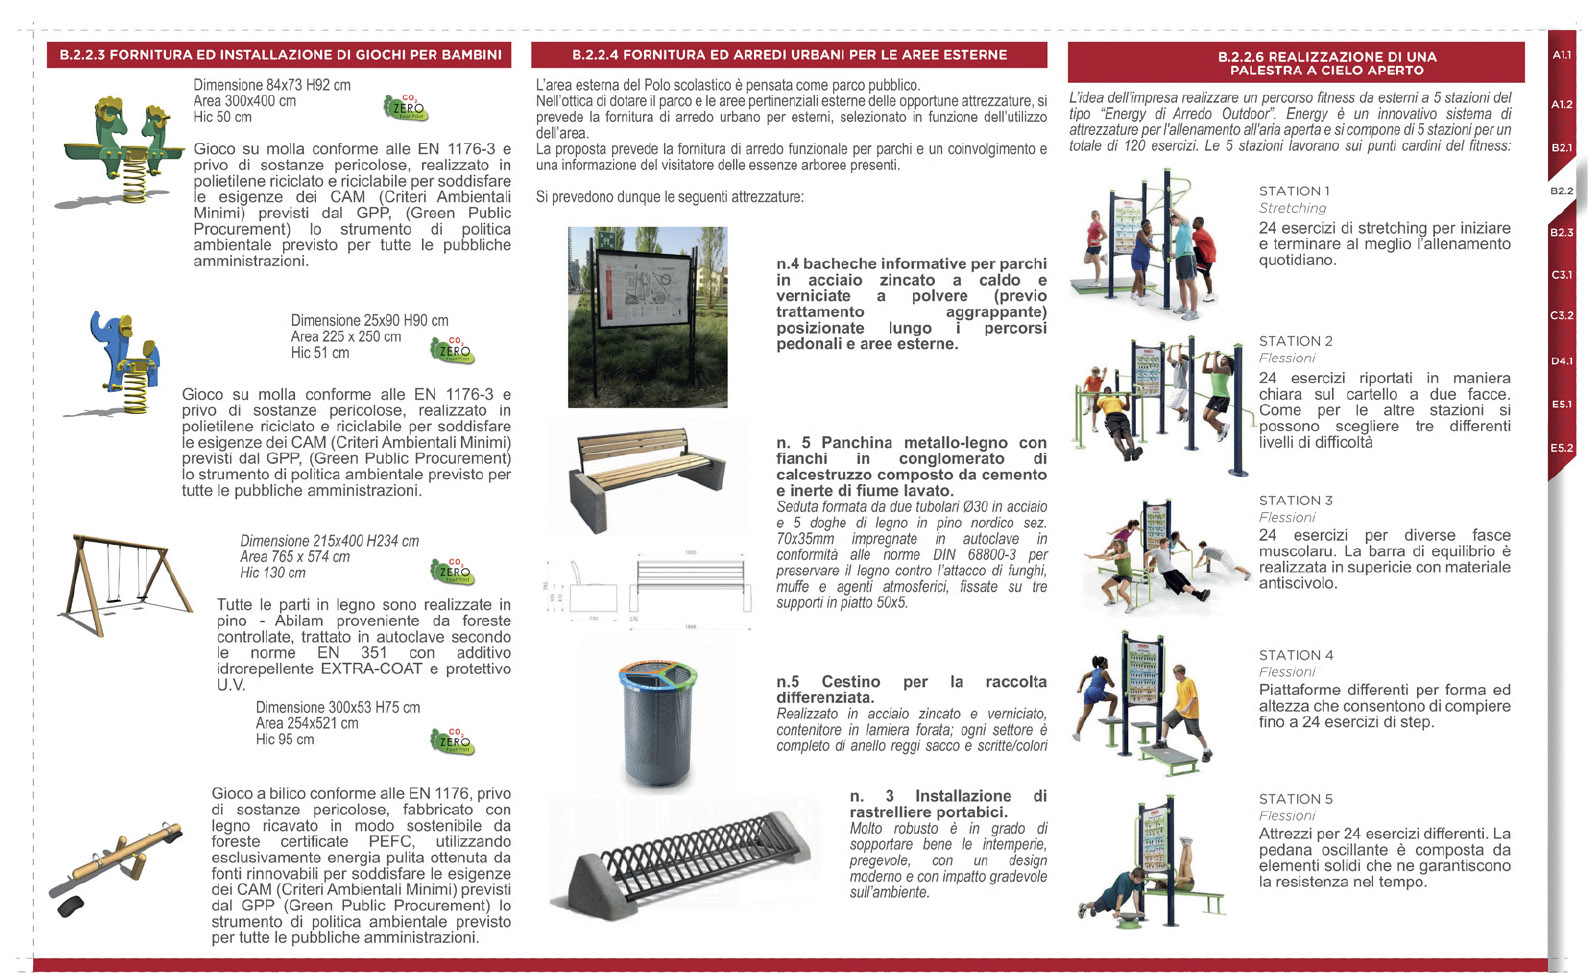 B.2.2.3 FORNITURA ED INSTALLAZIONE DI GIOCHI PER BAMBINI
Dimensione 84x73 H92 cm
Area 300x400 cm
Hic 50 cm
CO2
ZERO
FootPrint
Gioco su molla conforme alle EN 1176-3 e
privo di sostanze pericolose, realizzato in
polietilene riciclato e riciclabile per soddisfare
le esigenze dei CAM (Criteri Ambientali
Minimi) previsti dal GPP, (Green Public
Procurement) lo strumento di politica
ambientale previsto per tutte le pubbliche
amministrazioni.
Dimensione 25x90 H90 cm
Area 225 x 250 cm
Hic 51 cm
CO2
ZERO
FootPrint
Gioco su molla conforme alle EN 1176-3 e
privo di sostanze pericolose, realizzato in
polietilene riciclato e riciclabile per soddisfare
le esigenze dei CAM (Criteri Ambientali Minimi)
previsti dal GPP, (Green Public Procurement)
lo strumento di politica ambientale previsto per
tutte le pubbliche amministrazioni.
Dimensione 215x400 H234 cm
Area 765 x 574 cm
Hic 130 cm
CO2
ZERO
FootPrint
Tutte le parti in legno sono realizzate in
pino - Abilam proveniente da foreste
controllate, trattato in autoclave secondo
le norme EN 351 con additivo
idrorepellente EXTRA-COAT e protettivo
U.V.
Dimensione 300x53 H75 cm
Area 254x521 cm
Hic 95 cm
CO2
ZERO
FootPrint
Gioco a bilico conforme alle EN 1176, privo
di sostanze pericolose, fabbricato con
legno ricavato in modo sostenibile da
foreste certificate PEFC, utilizzando
esclusivamente energia pulita ottenuta da
fonti rinnovabili per soddisfare le esigenze
dei CAM (Criteri Ambientali Minimi) previsti
dal GPP (Green Public Procurement) lo
strumento di politica ambientale previsto
per tutte le pubbliche amministrazioni.
B.2.2.4 FORNITURA ED ARREDI URBANI PER LE AREE ESTERNE
L'area esterna del Polo scolastico è pensata come parco pubblico.
Nell'ottica di dotare il parco e le aree pertinenziali esterne delle opportune attrezzature, si
prevede la fornitura di arredo urbano per esterni, selezionato in funzione dell'utilizzo
dell'area.
La proposta prevede la fornitura di arredo funzionale per parchi e un coinvolgimento e
una informazione del visitatore delle essenze arboree presenti.
Si prevedono dunque le seguenti attrezzature:
n.4 bacheche informative per parchi
in acciaio zincato a caldo e
verniciate a polvere (previo
trattamento aggrappante)
posizionate lungo i percorsi
pedonali e aree esterne.
n. 5 Panchina metallo-legno con
fianchi in conglomerato di
calcestruzzo composto da cemento
e inerte di fiume lavato.
Seduta formata da due tubolari Ø30 in acciaio
e 5 doghe di legno in pino nordico sez.
70x35mm impregnate in autoclave in
conformità alle norme DIN 68800-3 per
preservare il legno contro l'attacco di funghi,
muffe e agenti atmosferici, fissate su tre
supporti in piatto 50x5.
n.5 Cestino per la raccolta
differenziata.
Realizzato in acciaio zincato e verniciato,
contenitore in lamiera forata; ogni settore è
completo di anello reggi sacco e scritte/colori
n. 3 Installazione di
rastrelliere portabici.
Molto robusto è in grado di
sopportare bene le intemperie,
pregevole, con un design
moderno e con impatto gradevole
sull'ambiente.
B.2.2.6 REALIZZAZIONE DI UNA
PALESTRA A CIELO APERTO
L'idea dell'impresa realizzare un percorso fitness da esterni a 5 stazioni del
tipo "Energy di Arredo Outdoor". Energy è un innovativo sistema di
attrezzature per l'allenamento all'aria aperta e si compone di 5 stazioni per un
totale di 120 esercizi. Le 5 stazioni lavorano sui punti cardini del fitness:
STATION 1
Stretching
24 esercizi di stretching per iniziare
e terminare al meglio l'allenamento
quotidiano.
STATION 2
Flessioni
24 esercizi riportati in maniera
chiara sul cartello a due facce.
Come per le altre stazioni si
possono scegliere tre differenti
livelli di difficoltà
STATION 3
Flessioni
24 esercizi per diverse fasce
muscolaru. La barra di equilibrio è
realizzata in supericie con materiale
antiscivolo.
STATION 4
Flessioni
Piattaforme differenti per forma ed
altezza che consentono di compiere
fino a 24 esercizi di step.
STATION 5
Flessioni
Attrezzi per 24 esercizi differenti. La
pedana oscillante è composta da
elementi solidi che ne garantiscono
la resistenza nel tempo.
A1.1
A1.2
B2.1
B2.2
B2.3
C3.1
C3.2
D4.1
E5.1
E5.2